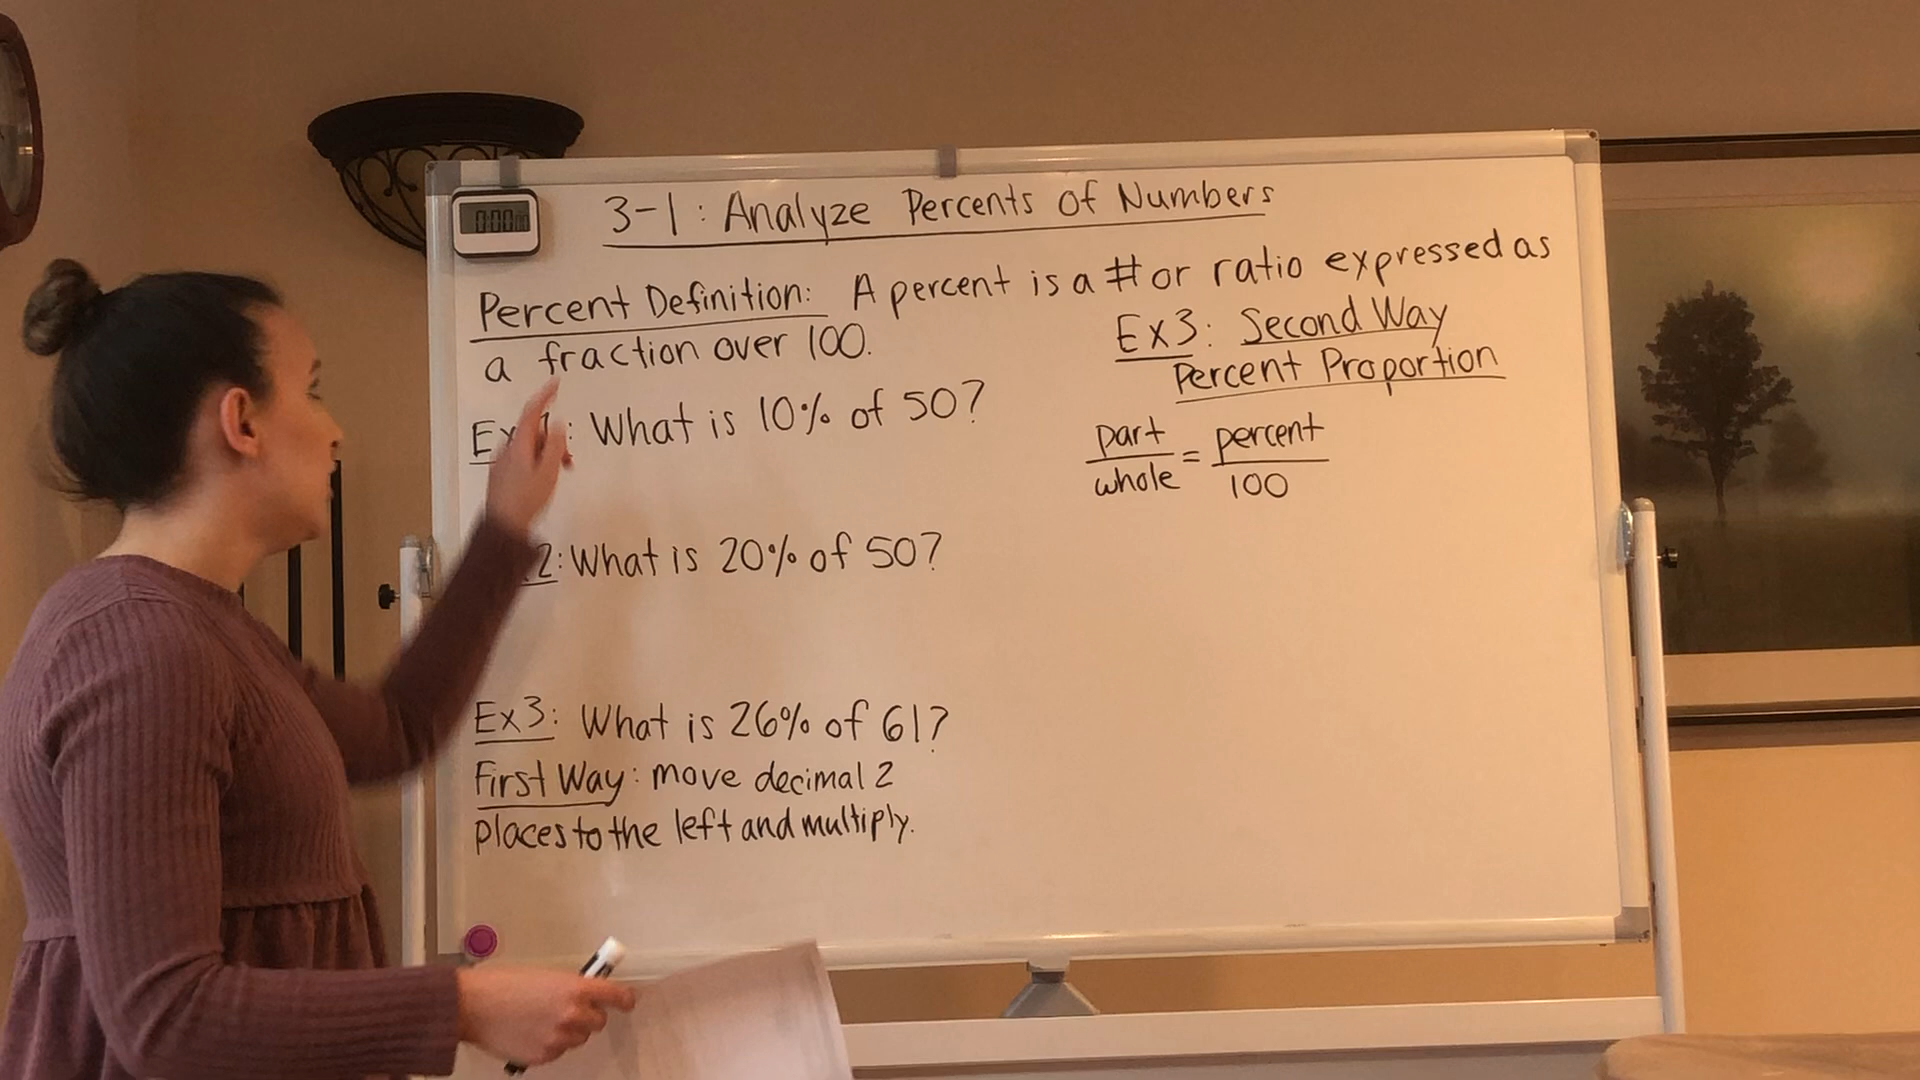 0:00
3-1: Analyze Percents of Numbers
Percent Definition: A percent is a # or ratio expressed as
a fraction over 100.
What is 10% of 50?
2: What is 20% of 50?
Ex3: What is 26% of 61?
First Way: move decimal 2
places to the left and multiply.
Ex3: Second Way
Percent Proportion
part = percent
whole 100